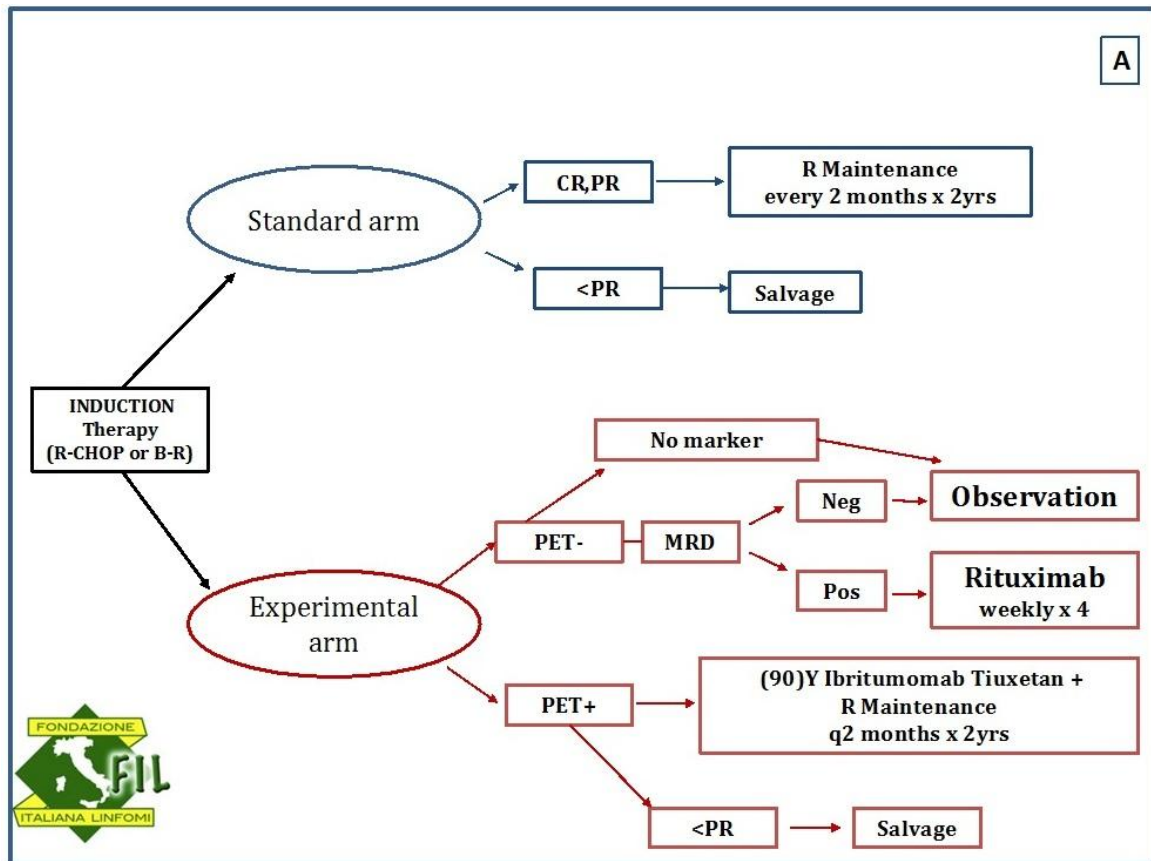 A
Standard arm
CR,PR
R Maintenance
every 2 months x 2yrs
<PR
Salvage
INDUCTION
Therapy
(R-CHOP or B-R)
No marker
Neg
Observation
PET-
MRD
Pos
Rituximab
weekly x 4
Experimental
arm
PET+
(90)Y Ibritumomab Tiuxetan +
R Maintenance
q2 months x 2yrs
<PR
Salvage
FONDAZIONE
FIL
ITALIANA LINFOMI